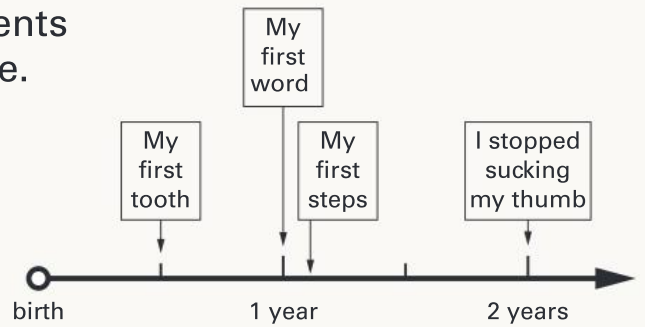 ents
e.
My
first
word
My
first
tooth
My
first
steps
I stopped
sucking
my thumb
birth
1 year
2 years